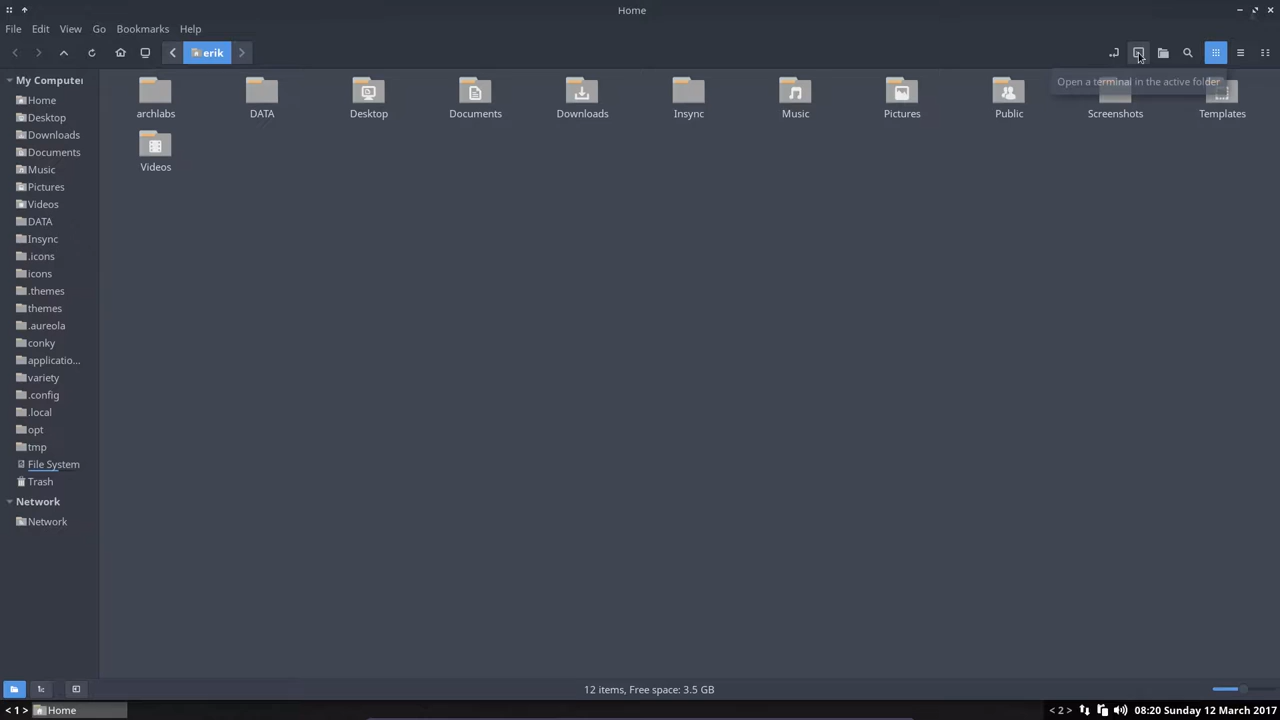 Home
File Edit View Go Bookmarks Help
erik
Open a terminal in the active folder
My Compute
Home
Desktop
Downloads
Documents
Music
Pictures
Videos
DATA
Insync
.icons
icons
.themes
themes
.aureola
conky
applicatio...
variety
.config
.local
opt
tmp
File System
Trash
Network
Network
archlabs DATA Desktop Documents Downloads Insync Music Pictures Public Screenshots Templates
Videos
12 items, Free space: 3.5 GB
< 1 > Home < 2 > 08:20 Sunday 12 March 2017